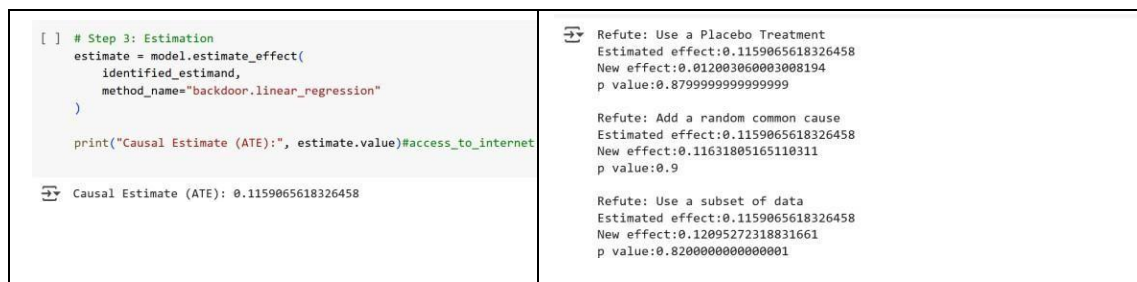 [ ] # Step 3: Estimation
estimate = model.estimate_effect(
identified_estimand,
method_name="backdoor.linear_regression"
)
print("Causal Estimate (ATE):", estimate.value)#access_to_internet
Causal Estimate (ATE): 0.1159065618326458
Refute: Use a Placebo Treatment
Estimated effect:0.1159065618326458
New effect:0.012003060003008194
p value:0.8799999999999999
Refute: Add a random common cause
Estimated effect:0.1159065618326458
New effect:0.11631805165110311
p value:0.9
Refute: Use a subset of data
Estimated effect:0.1159065618326458
New effect:0.12095272318831661
p value:0.8200000000000001